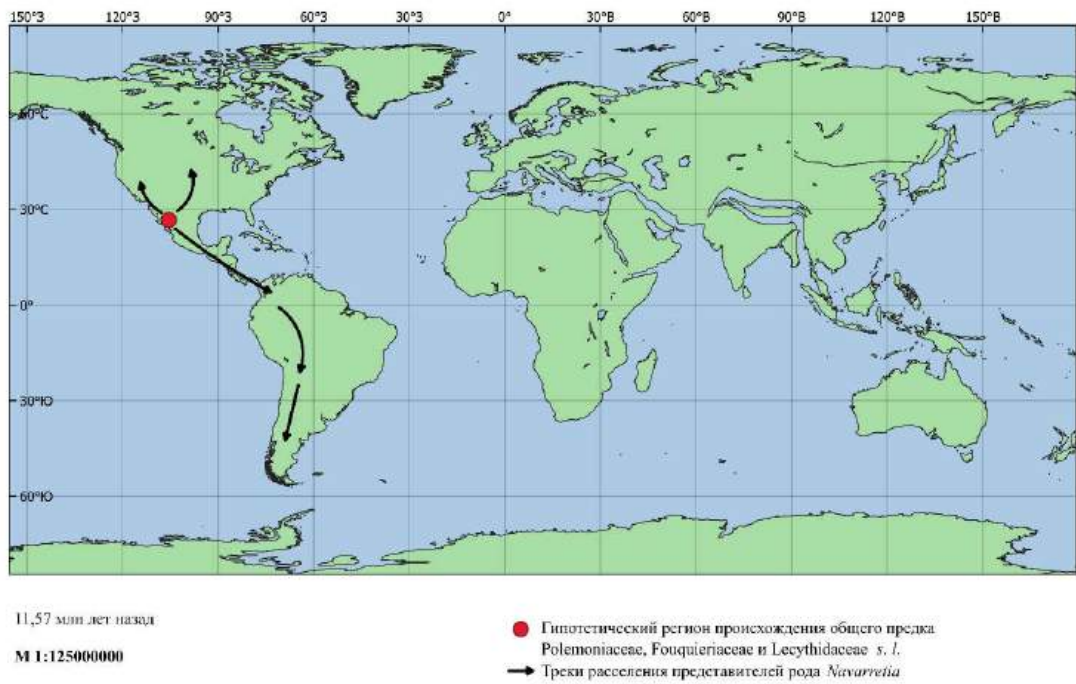 150°З 120°З 90°З 60°З 30°З 0° 30°В 60°В 90°В 120°В 150°В
60°С
30°С
0°
30°Ю
60°Ю
11,57 млн лет назад
М 1:125000000
Гипотетический регион происхождения общего предка
Polemoniaceae, Fouquieriaceae и Lecythidaceae s. l.
Треки расселения представителей рода Navarretia